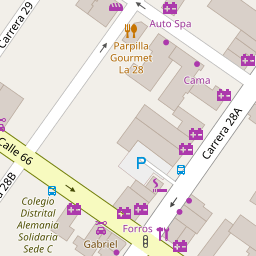 Carrera 29
Auto Spa
Parpilla
Gourmet
La 28
Cama
Carrera 28A
Calle 66
P
28B
Colegio
Distrital
Alemania
Solidaria
Sede C
Forros
Gabriel